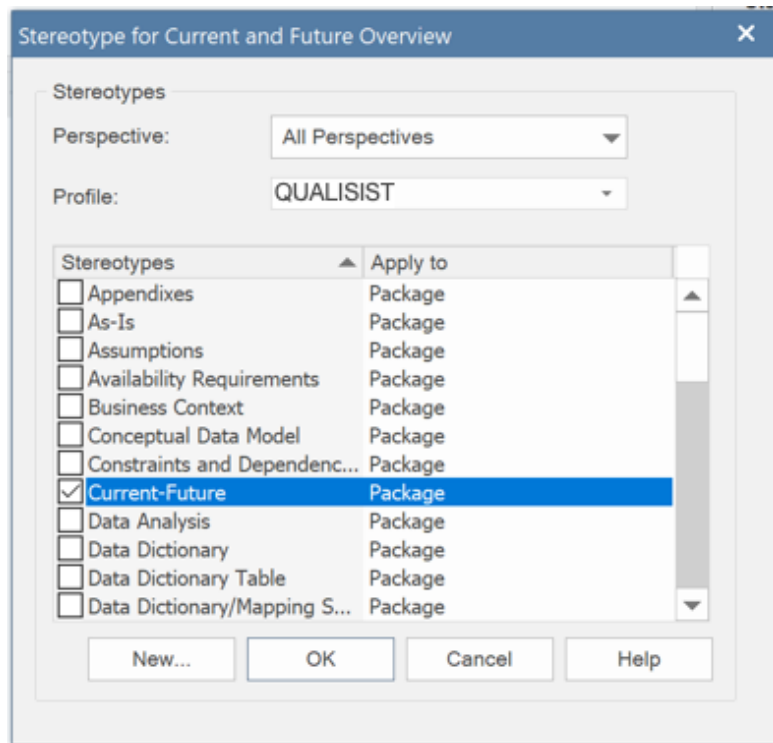 Stereotype for Current and Future Overview
Stereotypes
Perspective: All Perspectives
Profile: QUALISIST
Stereotypes Apply to
Appendixes Package
As-Is Package
Assumptions Package
Availability Requirements Package
Business Context Package
Conceptual Data Model Package
Constraints and Dependenc... Package
Current-Future Package
Data Analysis Package
Data Dictionary Package
Data Dictionary Table Package
Data Dictionary/Mapping S... Package
New... OK Cancel Help